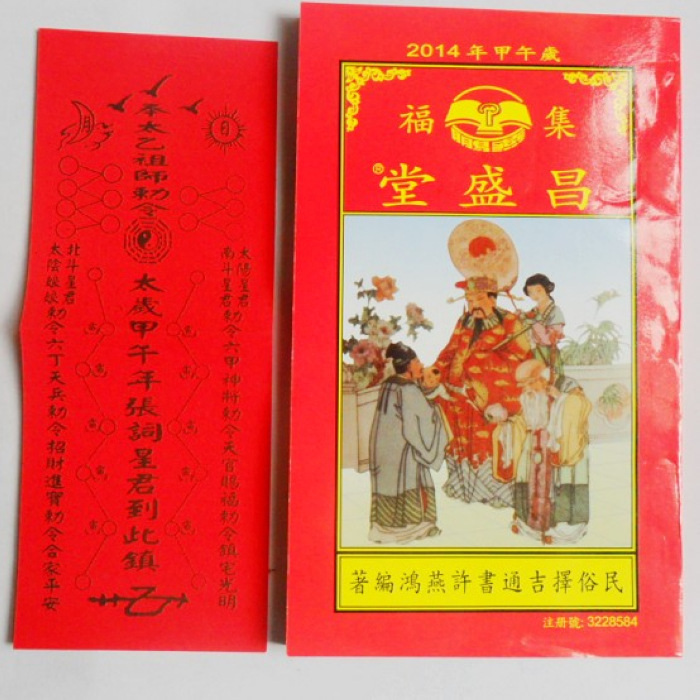 月
日
奉太乙祖師勅令
太歲甲午年張詞星君到此鎮
太陽星君
南斗星君勅令六甲神將勅令天官賜福勅令鎮宅光明
北斗星君
太陰娘娘勅令六丁天兵勅令招財進寶勅令合家平安
2014年甲午歲
集福
昌盛堂®
民俗擇吉通書許燕鴻編著
注册號: 3228584